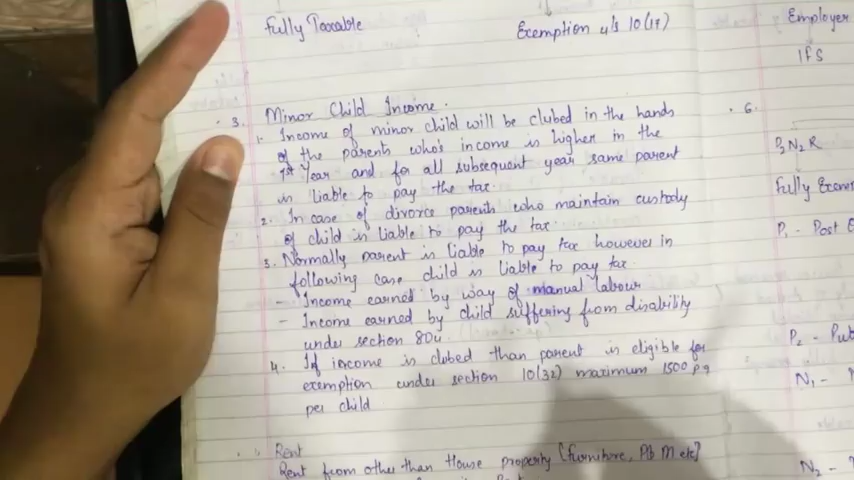 Fully Taxable
Exemption u/s 10(17)
3. Minor Child Income.
1. Income of minor child will be clubed in the hands
of the parents who's income is higher in the
1st Year and for all subsequent year same parent
is liable to pay the tax.
2. In case of divorce parents who maintain custody
of child is liable to pay the tax.
3. Normally parent is liable to pay tax however in
following case child is liable to pay tax.
- Income earned by way of manual labour
- Income earned by child suffering from disability
under section 80u
4. If income is clubed than parent is eligible for
exemption under section 10(32) maximum 1500 p.a
per child.
Rent
Rent from other than House property [furniture, P&M etc]
Employer
IFS
6.
P2N2R
Fully Exem
P1 - Post
P2 - Pub
N1 -
N2 -